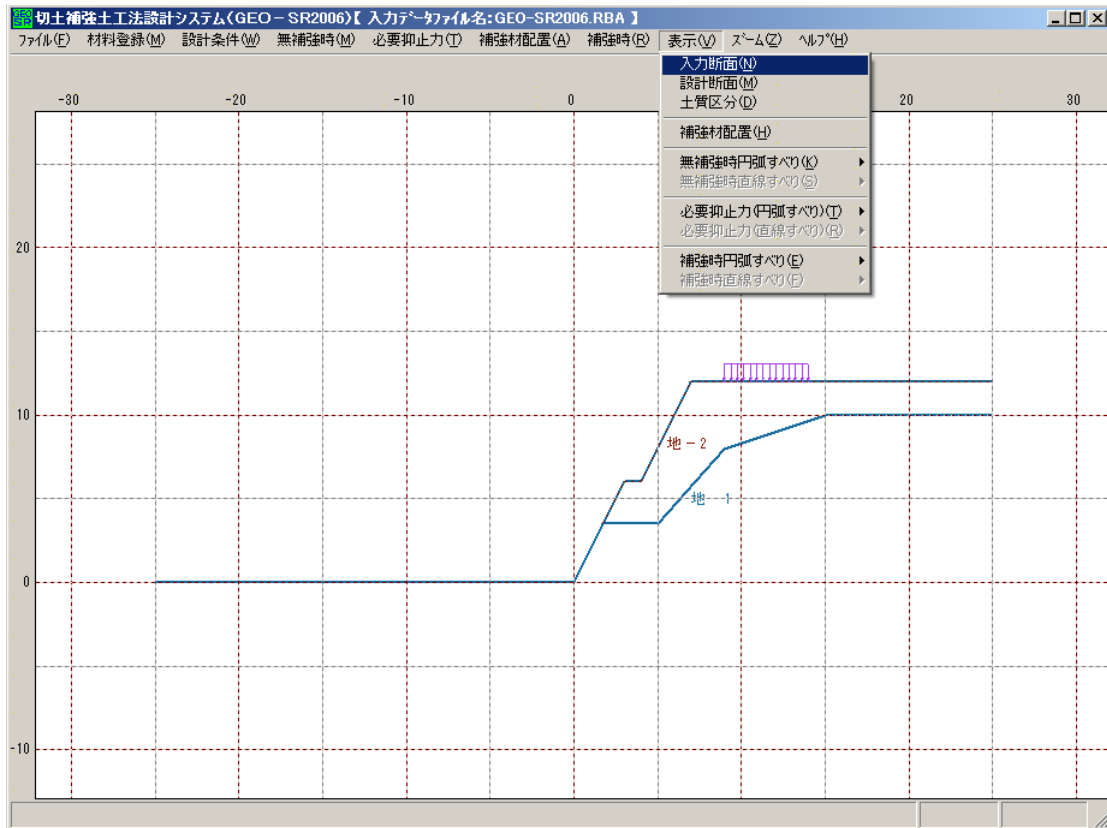 GEO SR 切土補強土工法設計システム(GEO－SR2006)【 入力ﾃﾞｰﾀﾌｧｲﾙ名:GEO-SR2006.RBA 】
ﾌｧｲﾙ(F) 材料登録(M) 設計条件(W) 無補強時(M) 必要抑止力(T) 補強材配置(A) 補強時(R) 表示(V) ｽﾞｰﾑ(Z) ﾍﾙﾌﾟ(H)
入力断面(N)
設計断面(M)
土質区分(D)
補強材配置(H)
無補強時円弧すべり(K)
無補強時直線すべり(S)
必要抑止力(円弧すべり)(T)
必要抑止力(直線すべり)(R)
補強時円弧すべり(E)
補強時直線すべり(F)
-30 -20 -10 0 20 30
20
10
地－2
地－1
0
-10